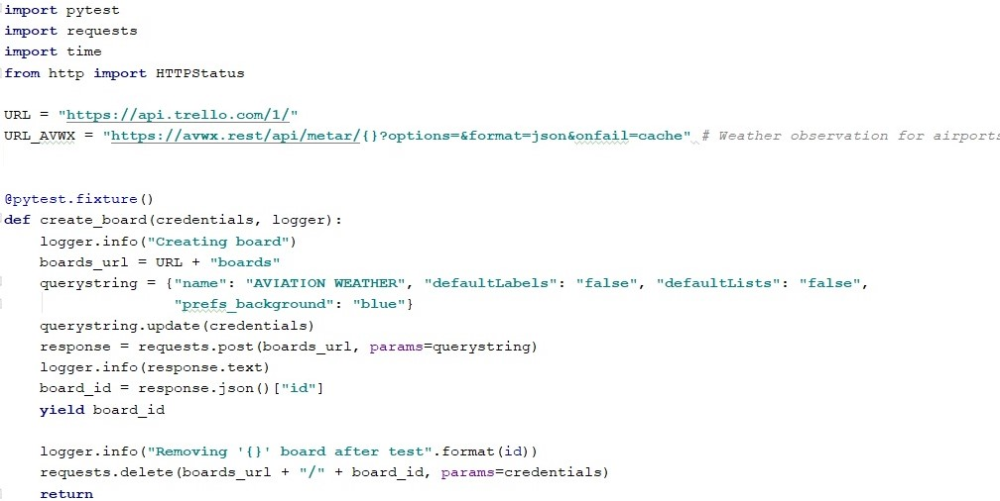 import pytest
import requests
import time
from http import HTTPStatus
URL = "https://api.trello.com/1/"
URL_AVWX = "https://avwx.rest/api/metar/{}?options=&format=json&onfail=cache" # Weather observation for airports
@pytest.fixture()
def create_board(credentials, logger):
    logger.info("Creating board")
    boards_url = URL + "boards"
    querystring = {"name": "AVIATION WEATHER", "defaultLabels": "false", "defaultLists": "false",
                   "prefs_background": "blue"}
    querystring.update(credentials)
    response = requests.post(boards_url, params=querystring)
    logger.info(response.text)
    board_id = response.json()["id"]
    yield board_id
    logger.info("Removing '{}' board after test".format(id))
    requests.delete(boards_url + "/" + board_id, params=credentials)
    return